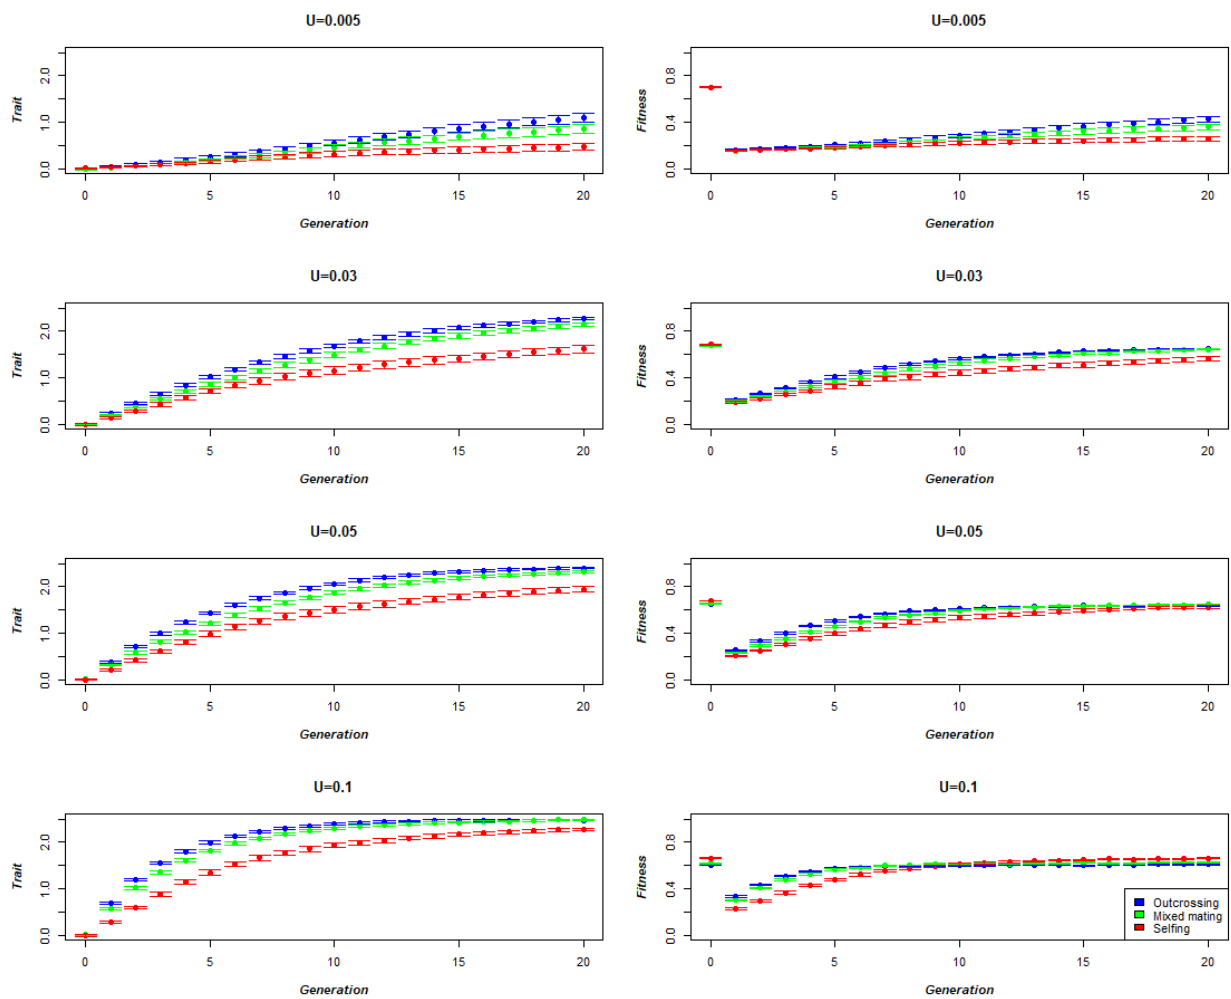 U=0.005
Trait
0.0 1.0 2.0
0 5 10 15 20
Generation
U=0.005
Fitness
0.0 0.4 0.8
0 5 10 15 20
Generation
U=0.03
Trait
0.0 1.0 2.0
0 5 10 15 20
Generation
U=0.03
Fitness
0.0 0.4 0.8
0 5 10 15 20
Generation
U=0.05
Trait
0.0 1.0 2.0
0 5 10 15 20
Generation
U=0.05
Fitness
0.0 0.4 0.8
0 5 10 15 20
Generation
U=0.1
Trait
0.0 1.0 2.0
0 5 10 15 20
Generation
U=0.1
Fitness
0.0 0.4 0.8
0 5 10 15 20
Generation
Outcrossing
Mixed mating
Selfing